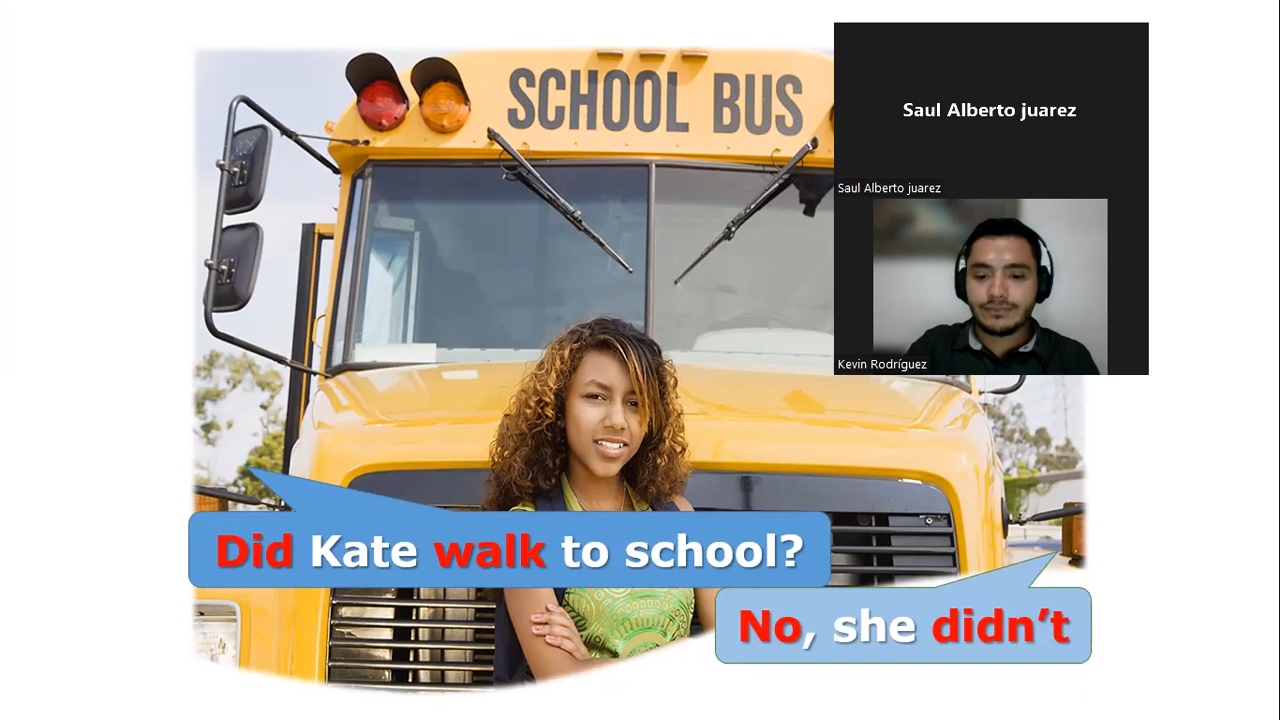 SCHOOL BUS
Saul Alberto juarez
Saul Alberto juarez
Kevin Rodríguez
Did Kate walk to school?
No, she didn't